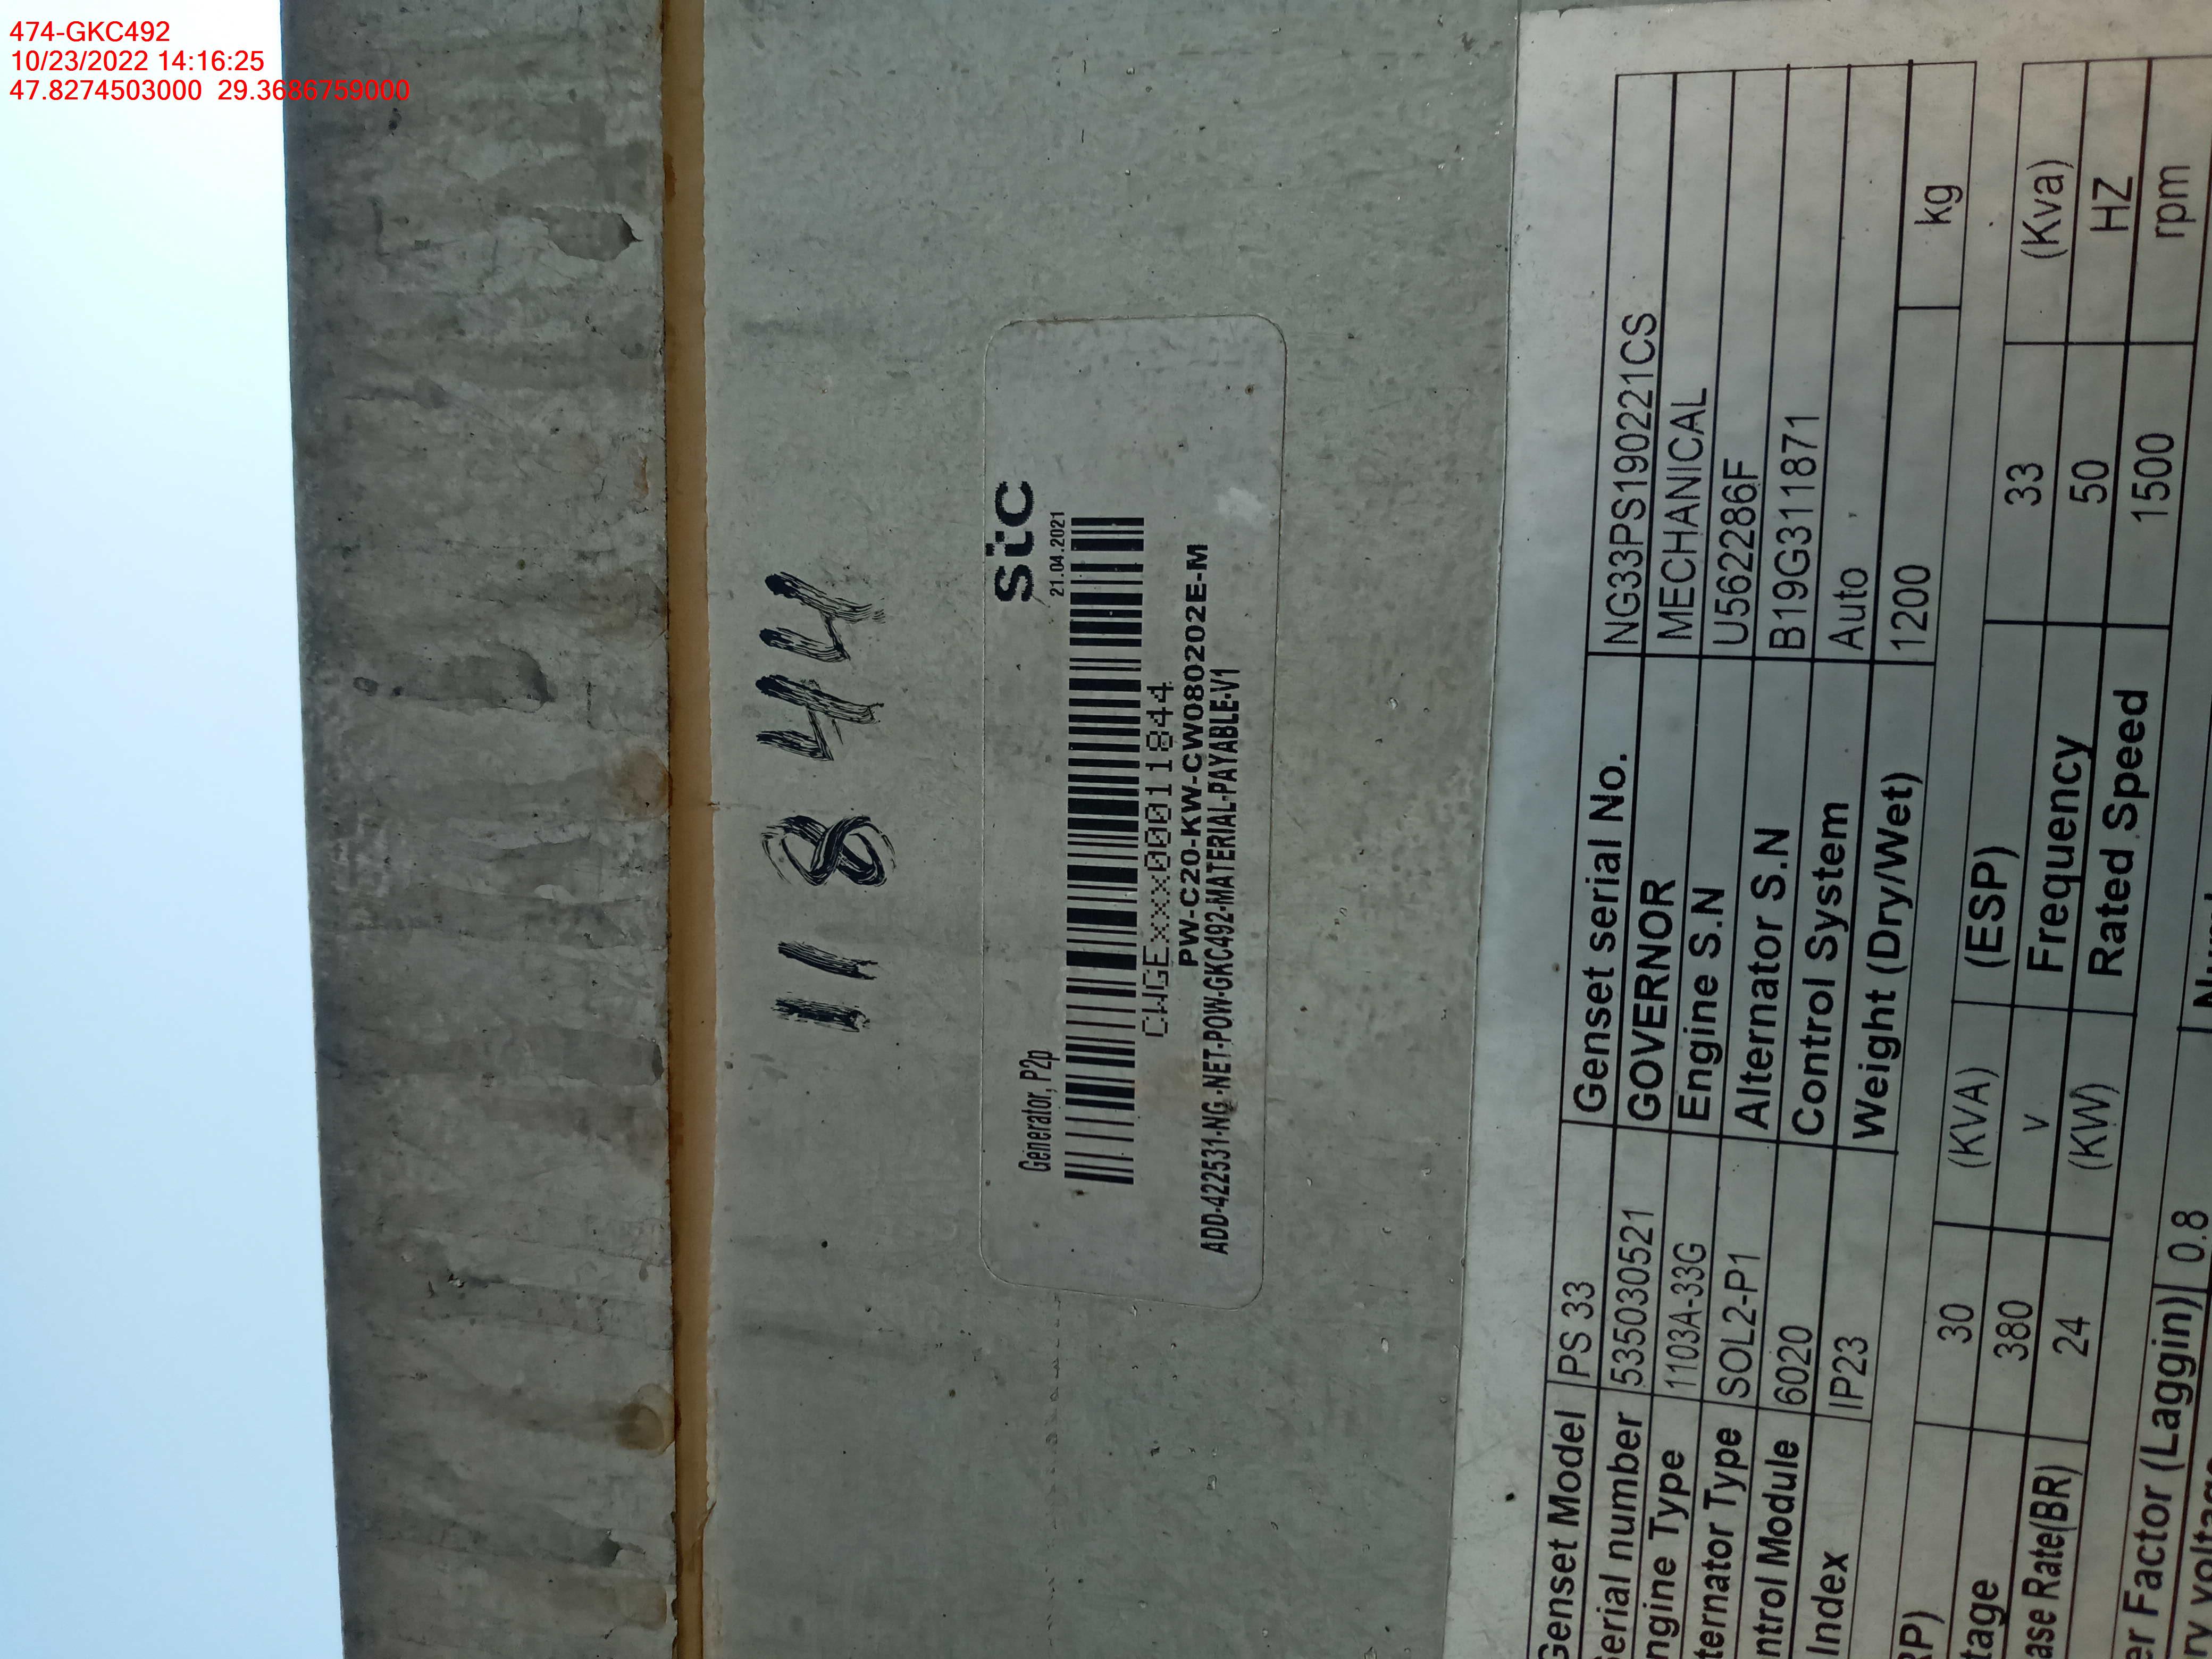 474-GKC492
10/23/2022 14:16:25
47.8274503000 29.3686759000
11844
stc
21.04.2021
Generator, P2p
CWGExxx00011844
PW-C20-KW-CW080202E-M
ADD-422531-NG-NET-POW-GKC492-MATERIAL-PAYABLE-V1
Genset Model PS 33 Genset serial No. NG33PS190221CS
erial number 535030521 GOVERNOR MECHANICAL
ngine Type 1103A-33G Engine S.N U562286F
ternator Type SOL2-P1 Alternator S.N B19G311871
ntrol Module 6020 Control System Auto
Index IP23 Weight (Dry/Wet) 1200 kg
RP) 30 (KVA) (ESP) 33 (Kva)
tage 380 V Frequency 50 HZ
ase Rate(BR) 24 (KW) Rated Speed 1500 rpm
er Factor (Laggin) 0.8
ry voltage